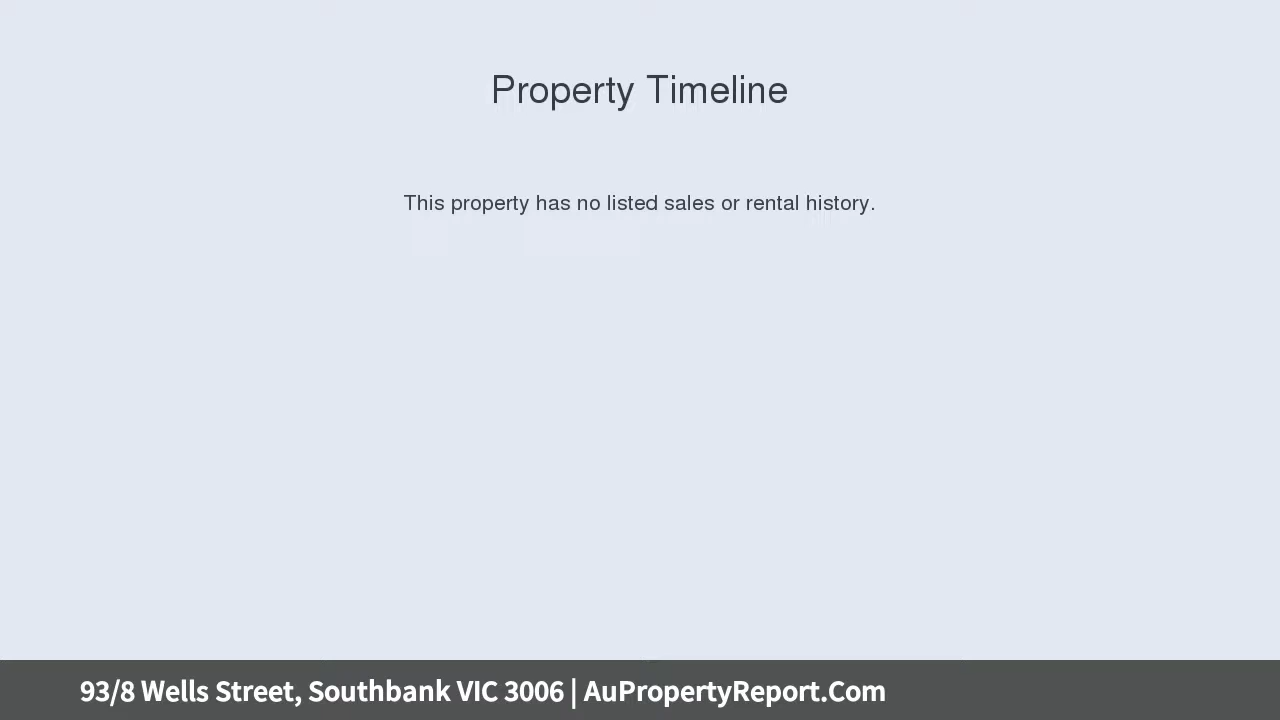 Property Timeline
This property has no listed sales or rental history.
93/8 Wells Street, Southbank VIC 3006 | AuPropertyReport.Com